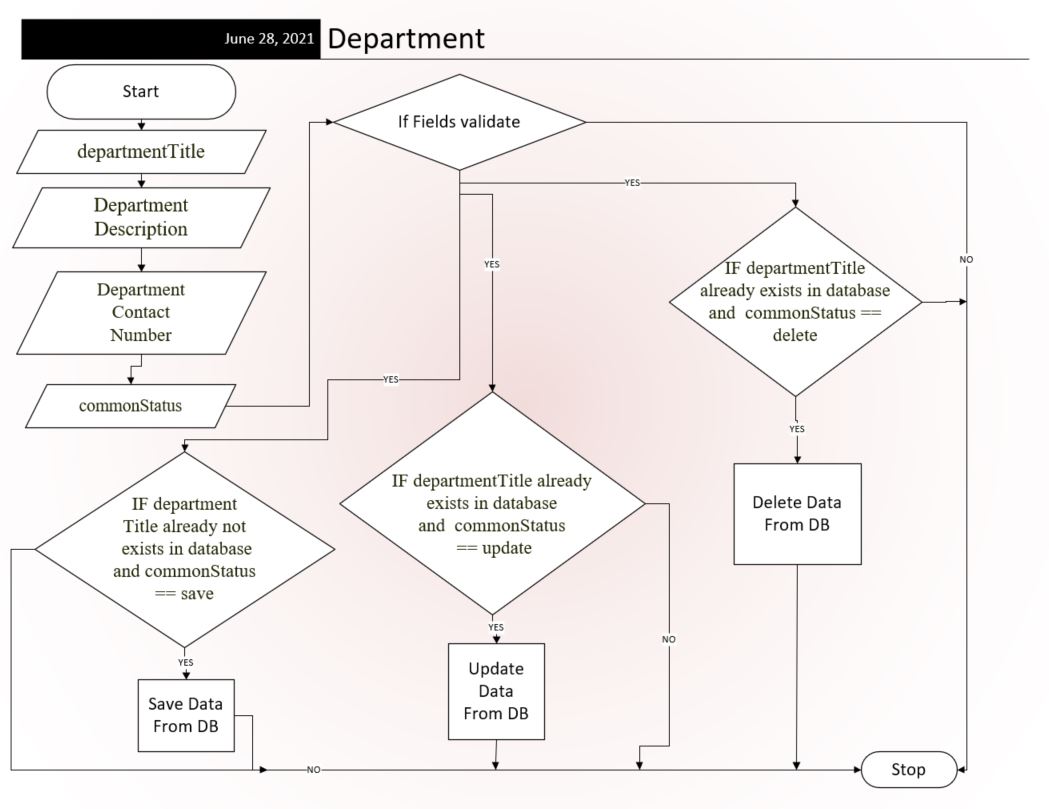 June 28, 2021
Department
Start
departmentTitle
Department
Description
Department
Contact
Number
commonStatus
If Fields validate
YES
YES
YES
NO
IF departmentTitle
already exists in database
and commonStatus ==
delete
YES
Delete Data
From DB
IF departmentTitle already
exists in database
and commonStatus
== update
YES
NO
Update
Data
From DB
IF department
Title already not
exists in database
and commonStatus
== save
YES
Save Data
From DB
NO
Stop